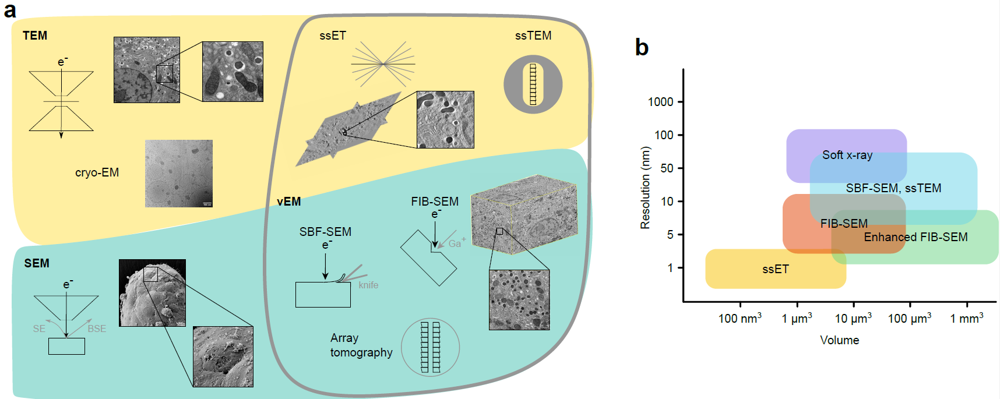 a
TEM
e-
cryo-EM
100 nm
ssET
ssTEM
vEM
SBF-SEM
e-
knife
FIB-SEM
e-
Ga+
Array
tomography
SEM
e-
SE
BSE
b
Resolution (nm)
1000
100
50
10
5
1
Soft x-ray
SBF-SEM, ssTEM
FIB-SEM
Enhanced FIB-SEM
ssET
100 nm³
1 µm³
10 µm³
100 µm³
1 mm³
Volume